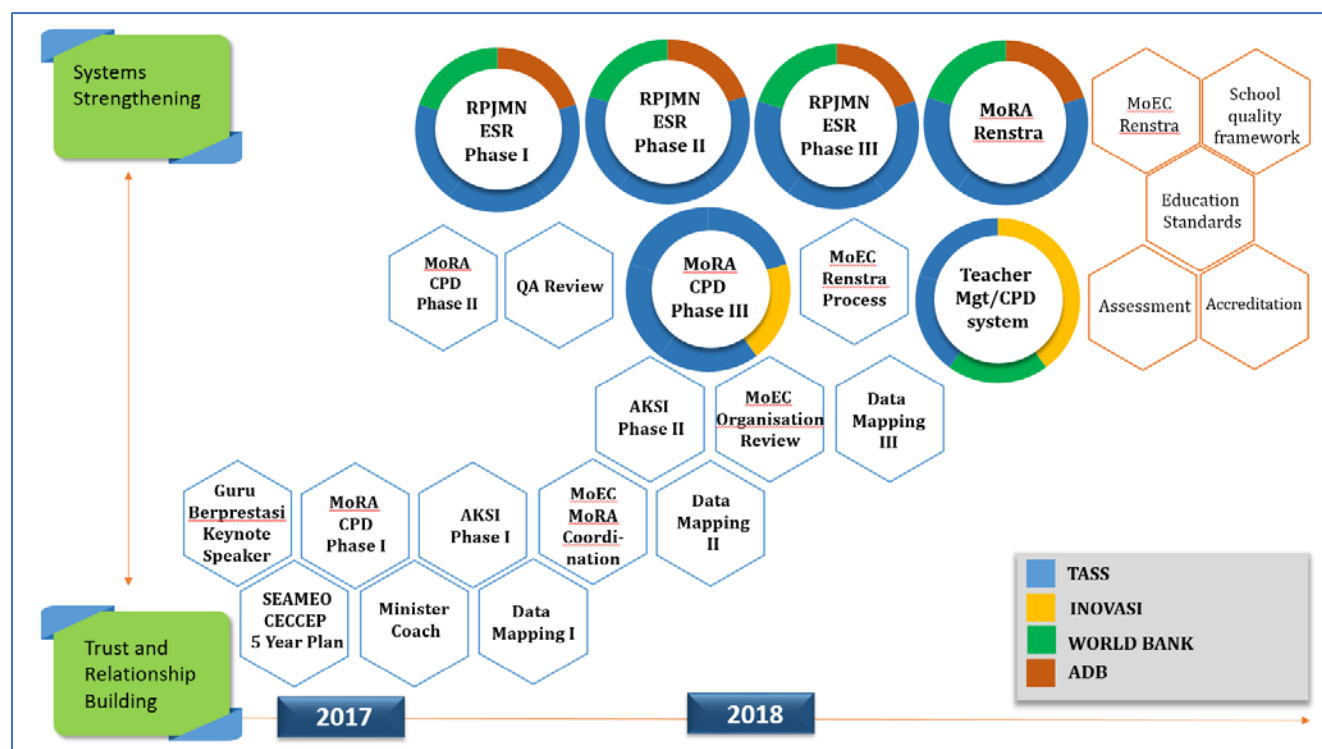 Systems
Strengthening
RPJMN
ESR
Phase I
RPJMN
ESR
Phase II
RPJMN
ESR
Phase III
MoRA
Renstra
MoEC
Renstra
School
quality
framework
Education
Standards
Assessment
Accreditation
MoRA
CPD
Phase II
QA Review
MoRA
CPD
Phase III
MoEC
Renstra
Process
Teacher
Mgt/CPD
system
AKSI
Phase II
MoEC
Organisation
Review
Data
Mapping
III
Guru
Berprestasi
Keynote
Speaker
MoRA
CPD
Phase I
AKSI
Phase I
MoEC
MoRA
Coordi-
nation
Data
Mapping
II
SEAMEO
CECCEP
5 Year Plan
Minister
Coach
Data
Mapping I
Trust and
Relationship
Building
2017
2018
TASS
INOVASI
WORLD BANK
ADB